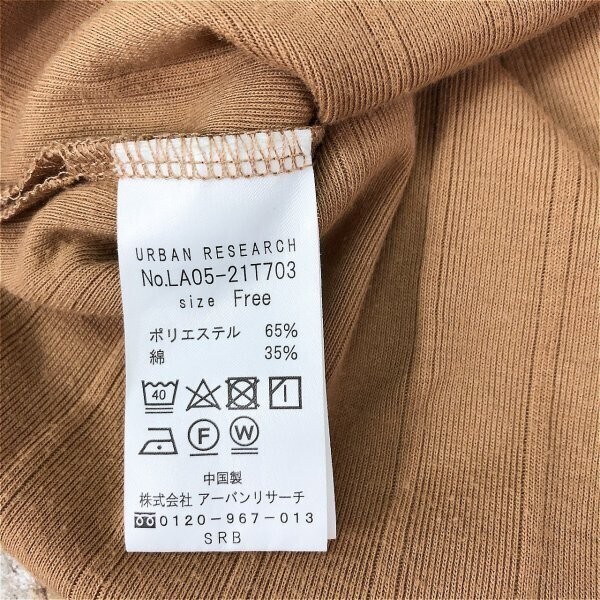 URBAN RESEARCH
No.LA05-21T703
size Free
ポリエステル 65%
綿 35%
40
F W
中国製
株式会社 アーバンリサーチ
0120-967-013
SRB